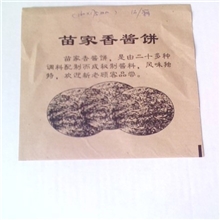 苗家香酱饼
苗家香酱饼，是由二十多种
调料配制而成秘制酱料，风味独
特，欢迎新老顾客品尝。